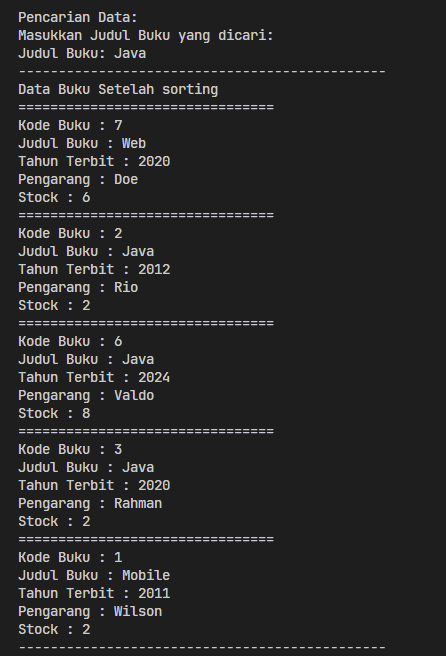 Pencarian Data:
Masukkan Judul Buku yang dicari:
Judul Buku: Java
----------------------------------------------
Data Buku Setelah sorting
================================
Kode Buku : 7
Judul Buku : Web
Tahun Terbit : 2020
Pengarang : Doe
Stock : 6
================================
Kode Buku : 2
Judul Buku : Java
Tahun Terbit : 2012
Pengarang : Rio
Stock : 2
================================
Kode Buku : 6
Judul Buku : Java
Tahun Terbit : 2024
Pengarang : Valdo
Stock : 8
================================
Kode Buku : 3
Judul Buku : Java
Tahun Terbit : 2020
Pengarang : Rahman
Stock : 2
================================
Kode Buku : 1
Judul Buku : Mobile
Tahun Terbit : 2011
Pengarang : Wilson
Stock : 2
----------------------------------------------